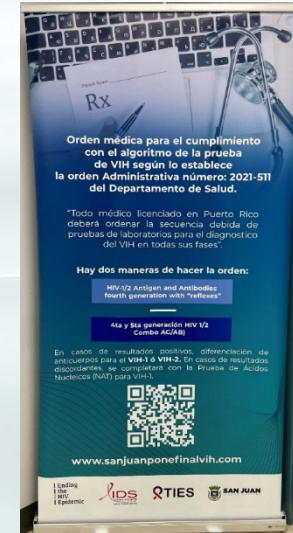 Rx
Orden médica para el cumplimiento
con el algoritmo de la prueba
de VIH según lo establece
la orden Administrativa número: 2021-511
del Departamento de Salud.
"Todo médico licenciado en Puerto Rico
deberá ordenar la secuencia debida de
pruebas de laboratorios para el diagnostico
del VIH en todas sus fases".
Hay dos maneras de hacer la orden:
HIV-1/2 Antigen and Antibodies
fourth generation with "reflexes"
4ta y 5ta generación HIV 1/2
Combo AG/AB)
En casos de resultados positivos, diferenciación de
anticuerpos para el VIH-1 ó VIH-2. En casos de resultados
discordantes, se completará con la Prueba de Ácidos
Nucleicos (NAT) para VIH-1.
www.sanjuanponefinalvih.com
Ending
the
HIV
Epidemic
IDS
TIES
SAN JUAN